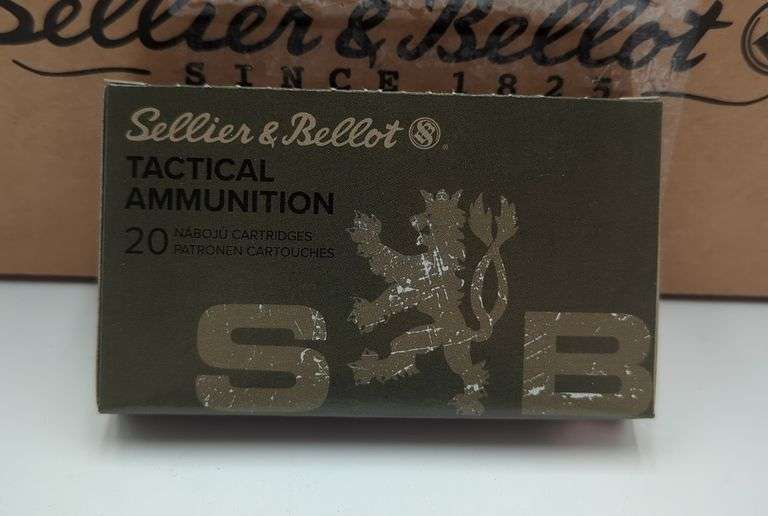 Sellier & Bellot
SINCE 1825
Sellier & Bellot
TACTICAL
AMMUNITION
20 NÁBOJŮ CARTRIDGES
PATRONEN CARTOUCHES
S B